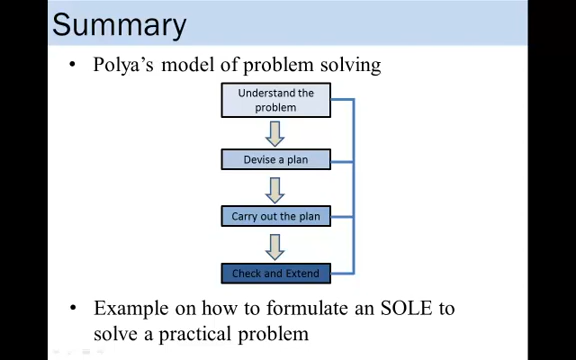 Summary
• Polya's model of problem solving
Understand the
problem
Devise a plan
Carry out the plan
Check and Extend
• Example on how to formulate an SOLE to
solve a practical problem